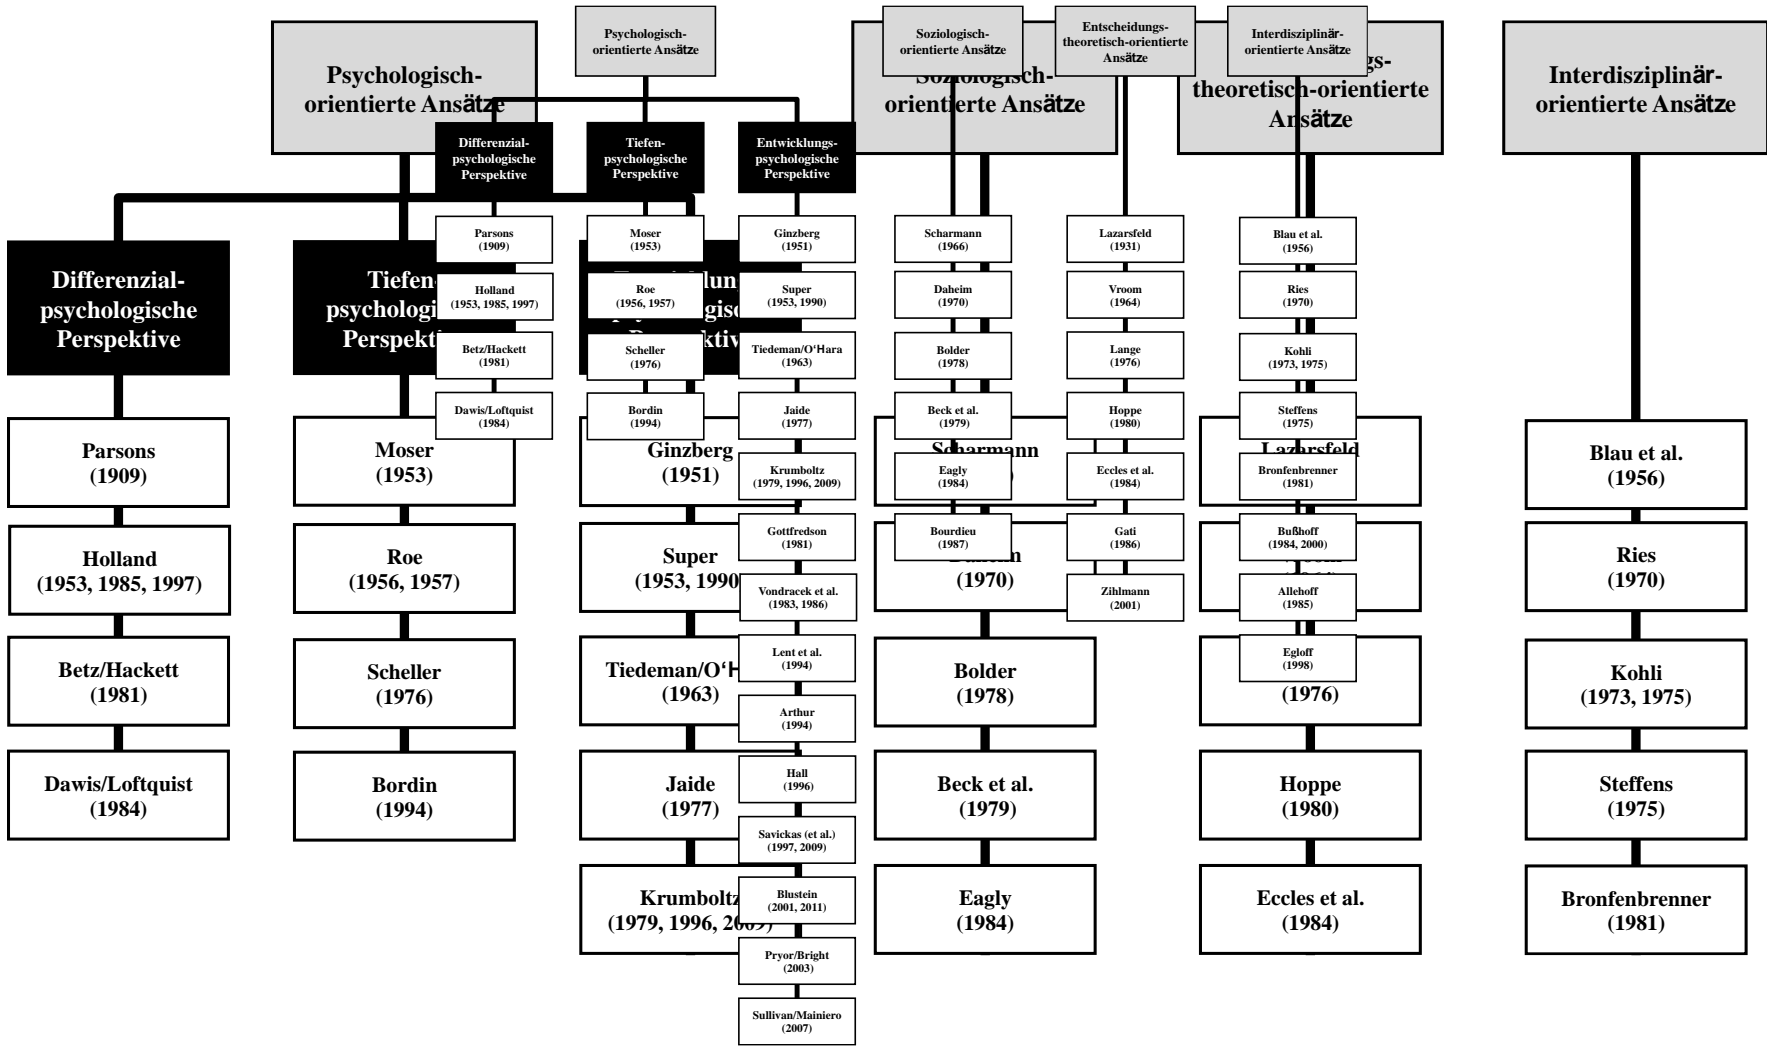 Psychologisch-
orientierte Ansätze
Soziologisch-
orientierte Ansätze
Entscheidungs-
theoretisch-orientierte
Ansätze
Interdisziplinär-
orientierte Ansätze
Differenzial-
psychologische
Perspektive
Tiefen-
psychologische
Perspektive
Entwicklungs-
psychologische
Perspektive
Parsons
(1909)
Holland
(1953, 1985, 1997)
Betz/Hackett
(1981)
Dawis/Loftquist
(1984)
Moser
(1953)
Roe
(1956, 1957)
Scheller
(1976)
Bordin
(1994)
Ginzberg
(1951)
Super
(1953, 1990)
Tiedeman/O‘Hara
(1963)
Jaide
(1977)
Krumboltz
(1979, 1996, 2009)
Gottfredson
(1981)
Vondracek et al.
(1983, 1986)
Lent et al.
(1994)
Arthur
(1994)
Hall
(1996)
Savickas (et al.)
(1997, 2009)
Blustein
(2001, 2011)
Pryor/Bright
(2003)
Sullivan/Mainiero
(2007)
Scharmann
(1966)
Daheim
(1970)
Bolder
(1978)
Beck et al.
(1979)
Eagly
(1984)
Bourdieu
(1987)
Lazarsfeld
(1931)
Vroom
(1964)
Lange
(1976)
Hoppe
(1980)
Eccles et al.
(1984)
Gati
(1986)
Zihlmann
(2001)
Blau et al.
(1956)
Ries
(1970)
Kohli
(1973, 1975)
Steffens
(1975)
Bronfenbrenner
(1981)
Bußhoff
(1984, 2000)
Allehoff
(1985)
Egloff
(1998)
Psychologisch-
orientierte Ansätze
Soziologisch-
orientierte Ansätze
theoretisch-orientierte
Ansätze
Interdisziplinär-
orientierte Ansätze
Differenzial-
psychologische
Perspektive
Parsons
(1909)
Holland
(1953, 1985, 1997)
Betz/Hackett
(1981)
Dawis/Loftquist
(1984)
Tiefen-
Moser
(1953)
Roe
(1956, 1957)
Scheller
(1976)
Bordin
(1994)
Ginzberg
(1951)
Super
(1953, 1990
(1963)
Jaide
(1977)
Krumboltz
(1979, 1996, 2009)
Scharmann
(1970)
Bolder
(1978)
Beck et al.
(1979)
Eagly
(1984)
Lazarsfeld
(1976)
Hoppe
(1980)
Eccles et al.
(1984)
Blau et al.
(1956)
Ries
(1970)
Kohli
(1973, 1975)
Steffens
(1975)
Bronfenbrenner
(1981)